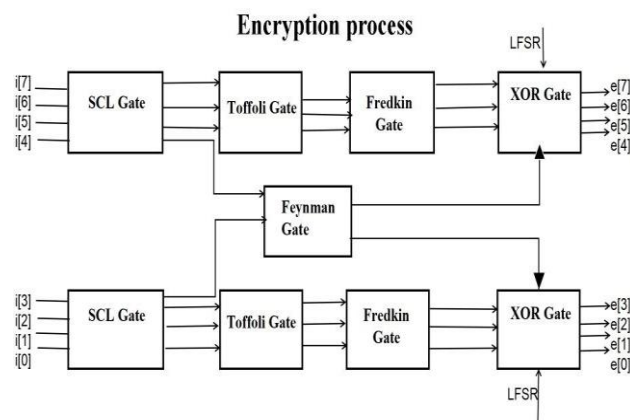 Encryption process
LFSR
i[7]
i[6]
i[5]
i[4]
SCL Gate
Toffoli Gate
Fredkin
Gate
XOR Gate
e[7]
e[6]
e[5]
e[4]
Feynman
Gate
i[3]
i[2]
i[1]
i[0]
SCL Gate
Toffoli Gate
Fredkin
Gate
XOR Gate
e[3]
e[2]
e[1]
e[0]
LFSR